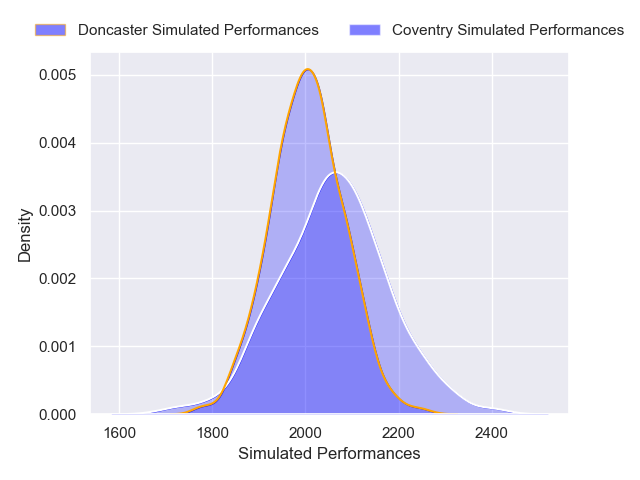 Doncaster Simulated Performances Coventry Simulated Performances
0.005
0.004
0.003
0.002
0.001
0.000
Density
1600 1800 2000 2200 2400
Simulated Performances